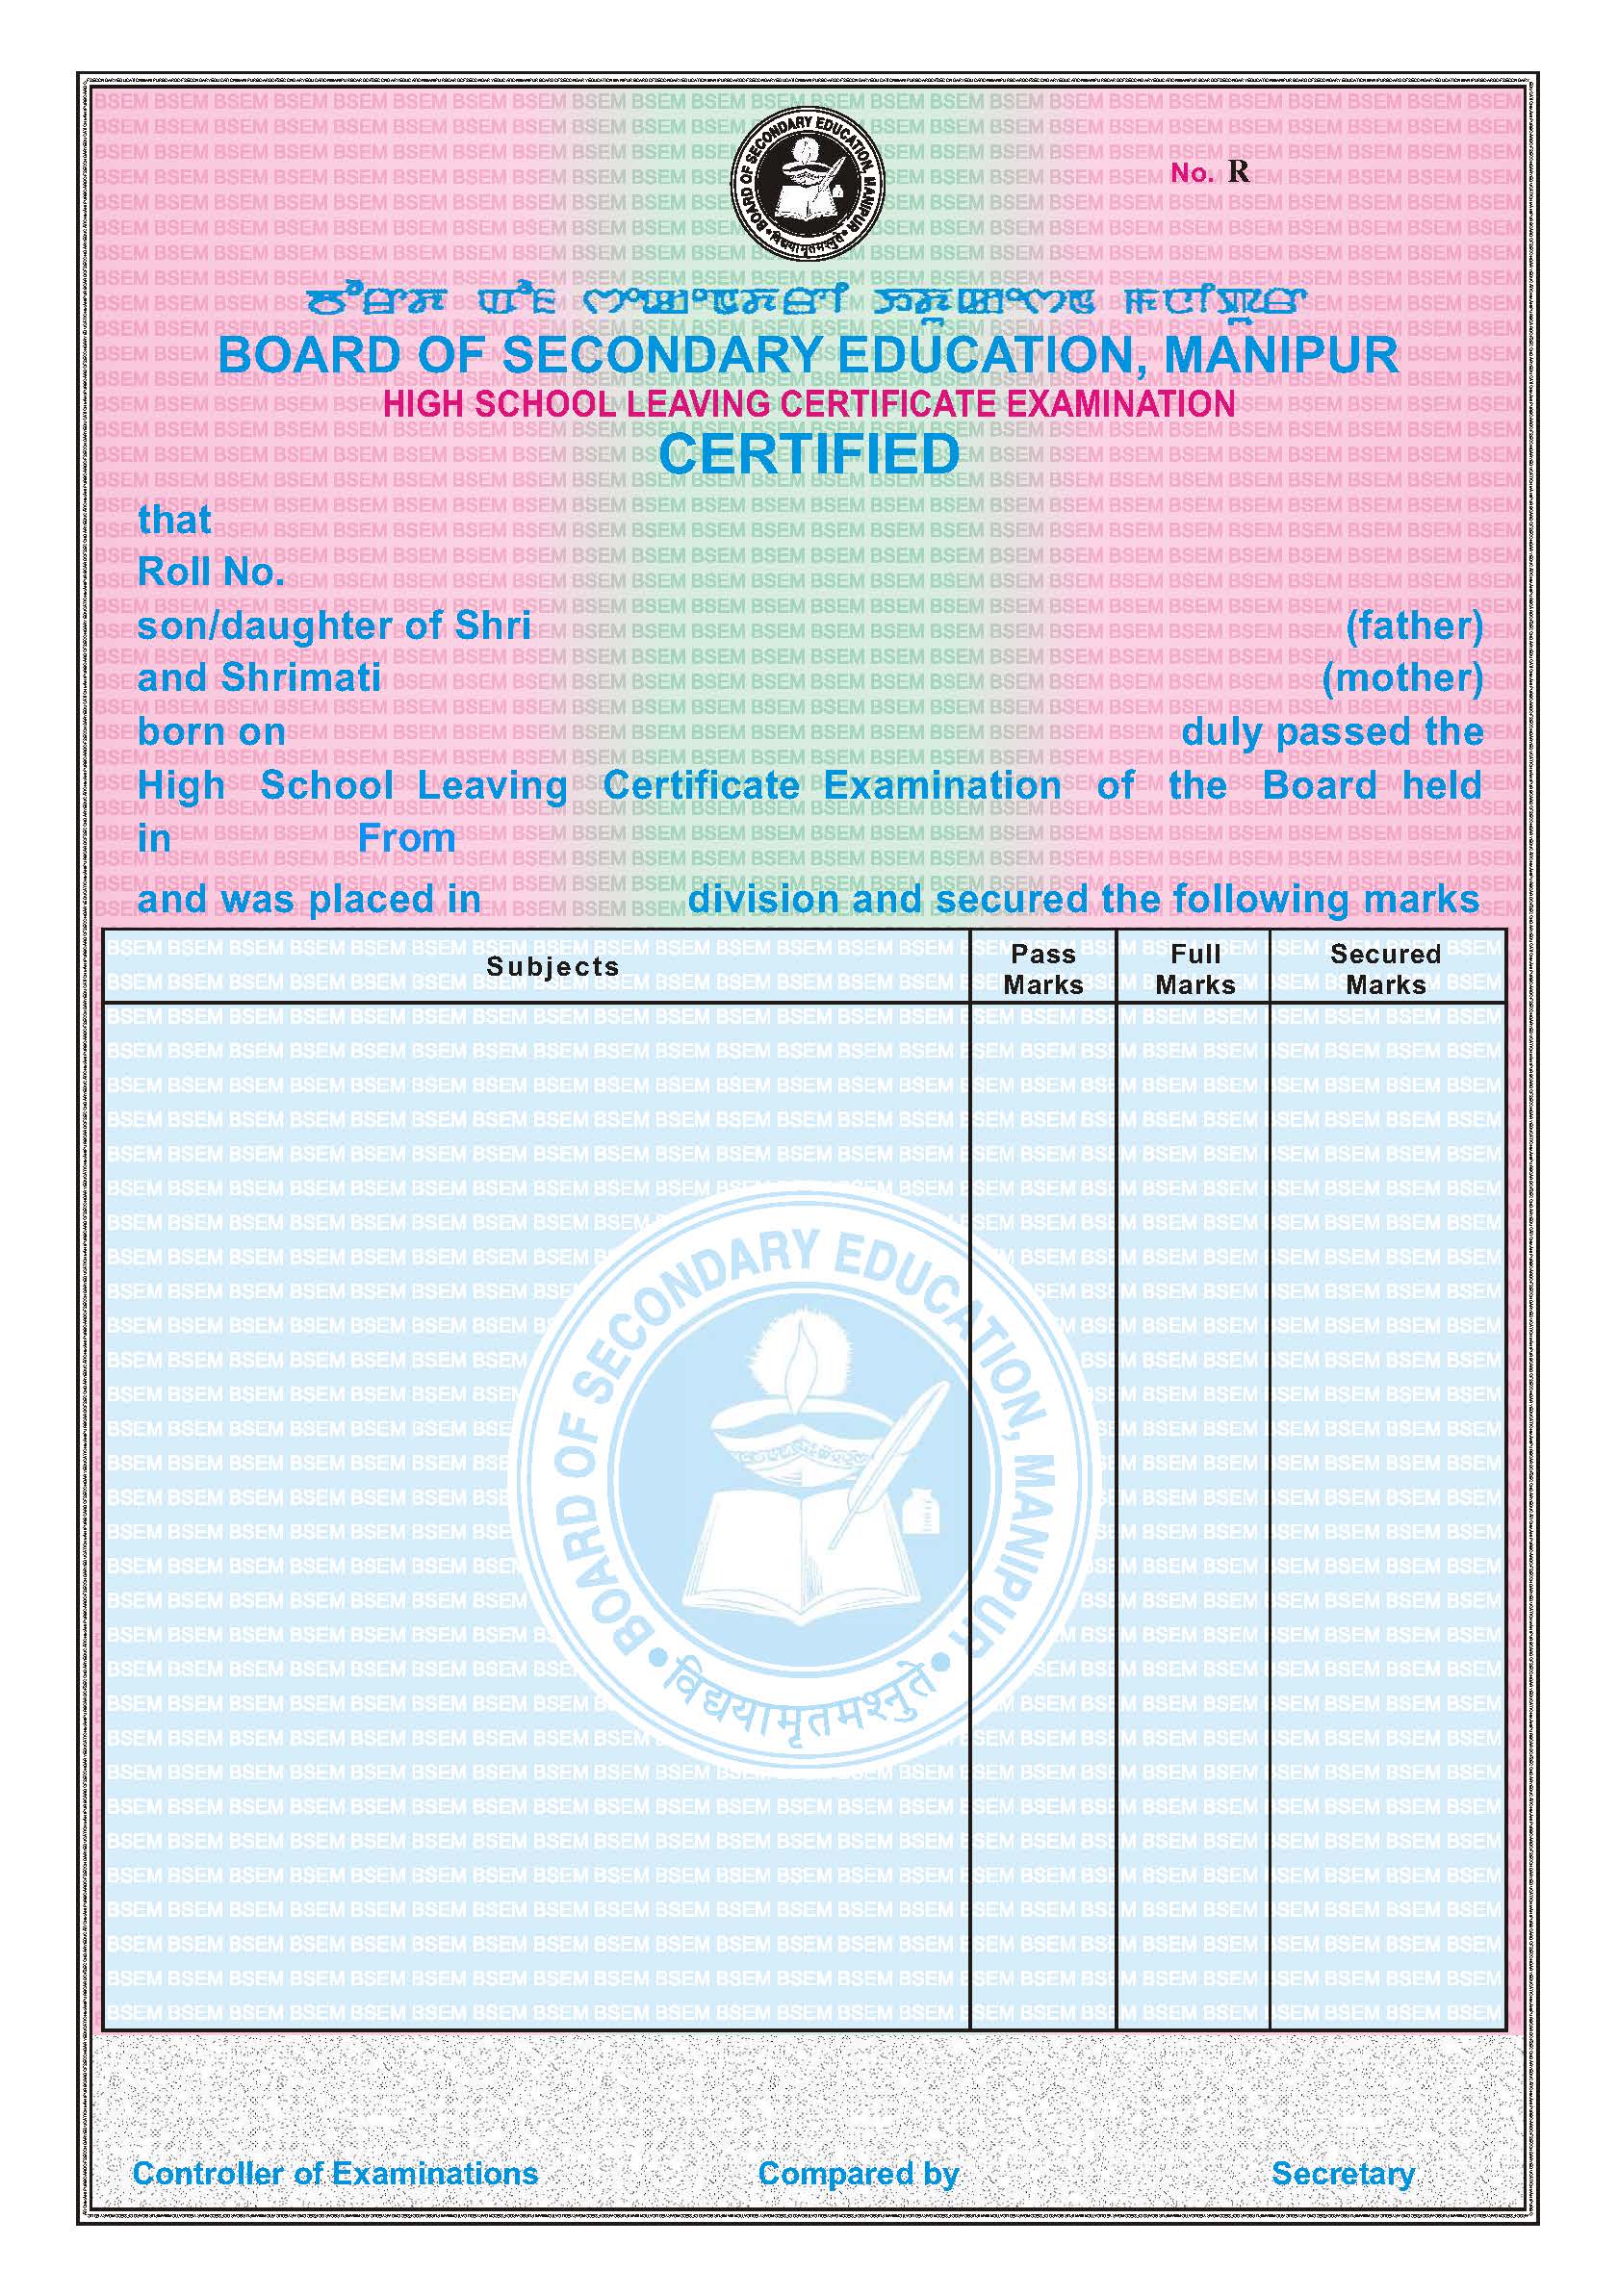 BOARD OF SECONDARY EDUCATION, MANIPUR
विद्ययामृतमश्नुते
No. R
BOARD OF SECONDARY EDUCATION, MANIPUR
HIGH SCHOOL LEAVING CERTIFICATE EXAMINATION
CERTIFIED
that
Roll No.
son/daughter of Shri (father)
and Shrimati (mother)
born on duly passed the
High School Leaving Certificate Examination of the Board held
in From
and was placed in division and secured the following marks
Subjects
Pass Marks
Full Marks
Secured Marks
BOARD OF SECONDARY EDUCATION, MANIPUR
विद्ययामृतमश्नुते
Controller of Examinations Compared by Secretary